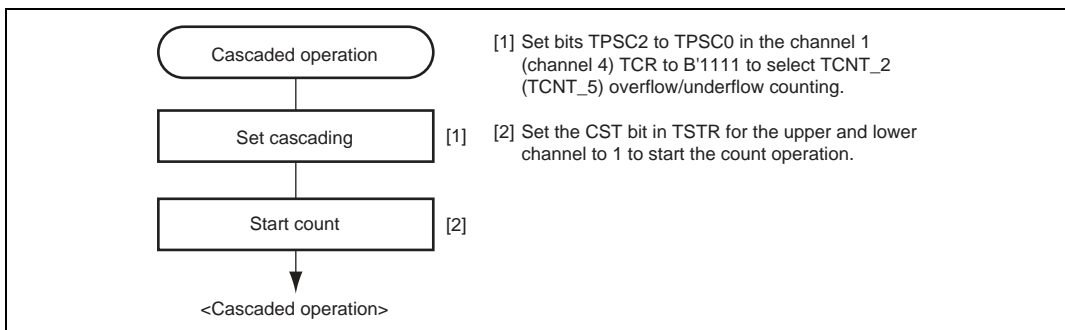 Cascaded operation
Set cascading
[1]
Start count
[2]
<Cascaded operation>
[1] Set bits TPSC2 to TPSC0 in the channel 1
(channel 4) TCR to B'1111 to select TCNT_2
(TCNT_5) overflow/underflow counting.
[2] Set the CST bit in TSTR for the upper and lower
channel to 1 to start the count operation.